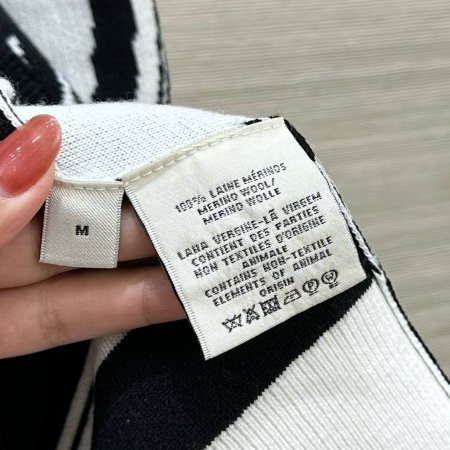 M
100% LAINE MÉRINOS
MERINO WOOL/
MERINO WOLLE
LANA VERGINE-LÃ VIRGEM
CONTIENT DES PARTIES
NON TEXTILES D'ORIGINE
ANIMALE
CONTAINS NON-TEXTILE
ELEMENTS OF ANIMAL
ORIGIN